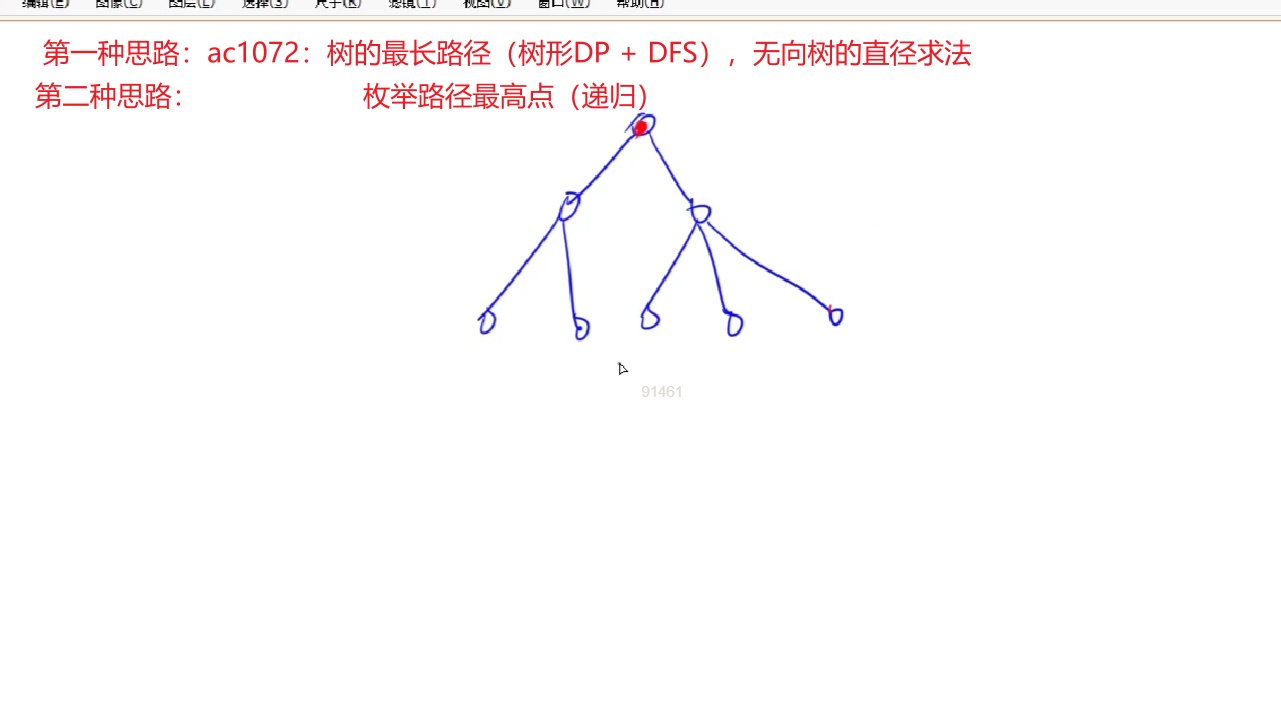 编辑(E) 图像(C) 图层(L) 选择(S) 尺子(R) 滤镜(T) 视图(V) 窗口(W) 帮助(H)
第一种思路：ac1072：树的最长路径（树形DP + DFS），无向树的直径求法
第二种思路： 枚举路径最高点（递归）
91461